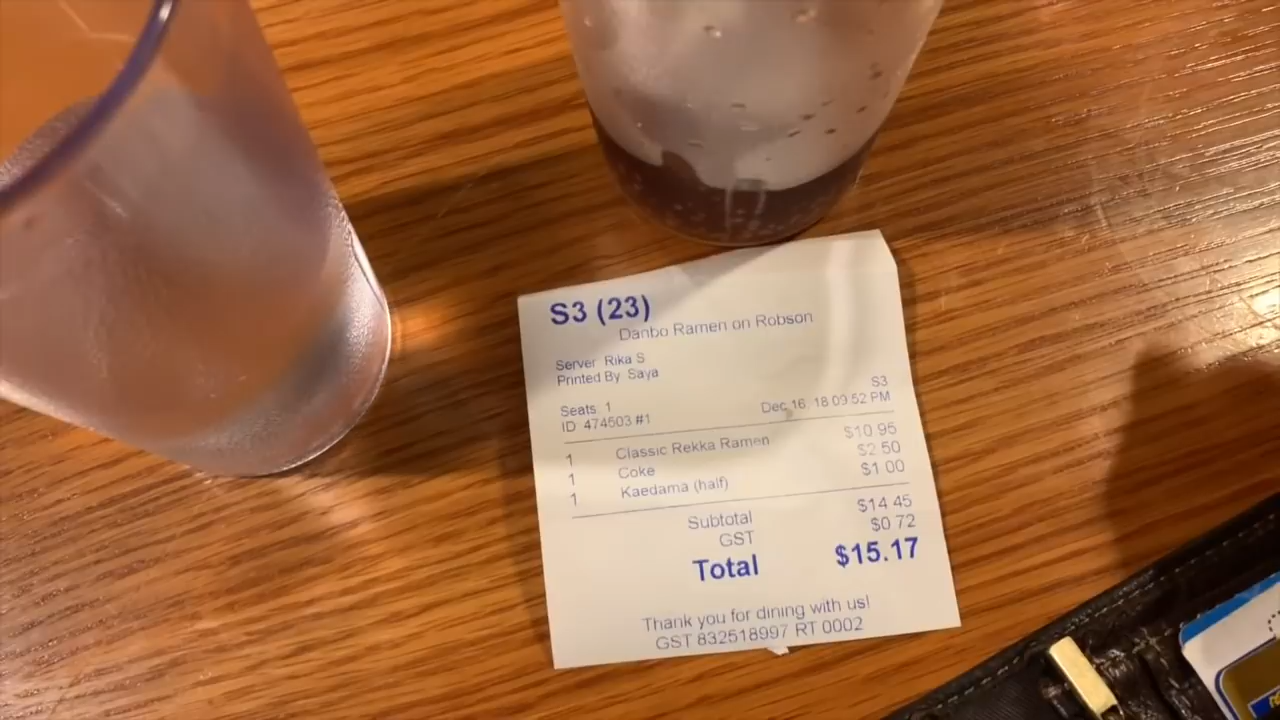 S3 (23)
Danbo Ramen on Robson
Server Rika S
Printed By Saya
S3
Seats: 1
ID 474503 #1 Dec 16, 18 09:52 PM
1 Classic Rekka Ramen $10.95
1 Coke $2.50
1 Kaedama (half) $1.00
Subtotal $14.45
GST $0.72
Total $15.17
Thank you for dining with us!
GST 832518997 RT 0002